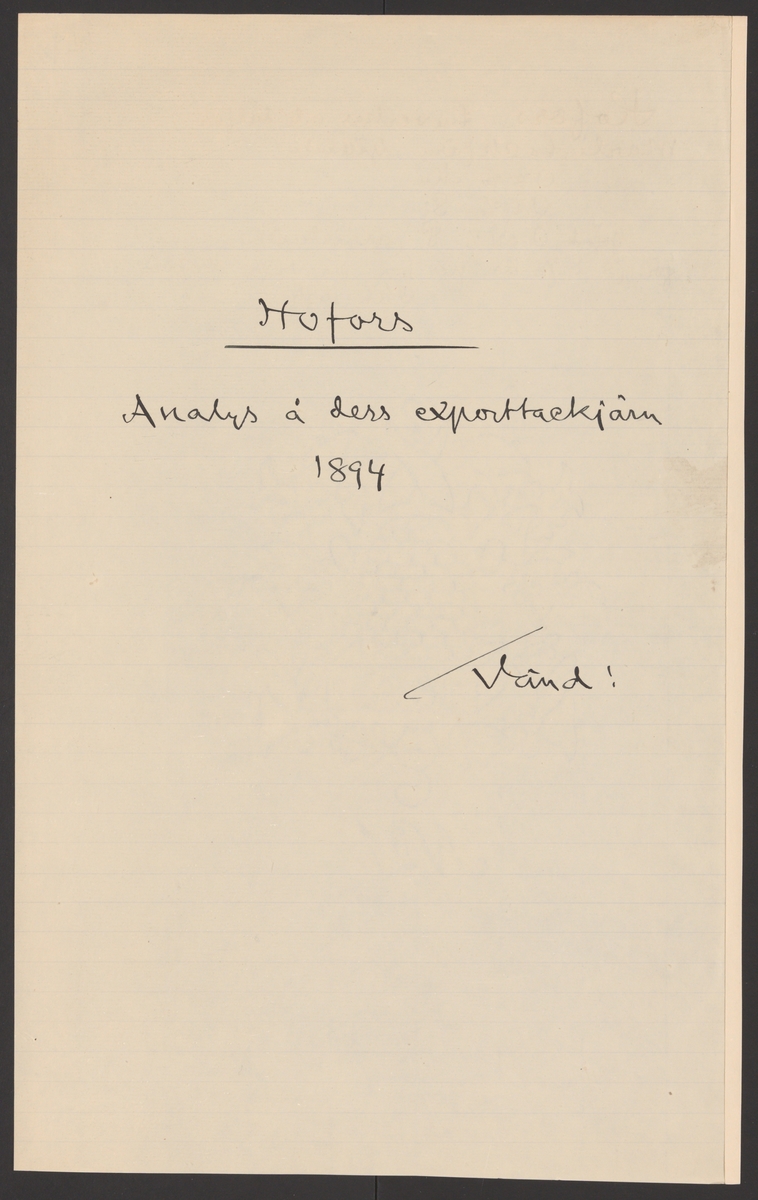 Hofors
Analys å dess exporttackjärn
1894
Vänd!